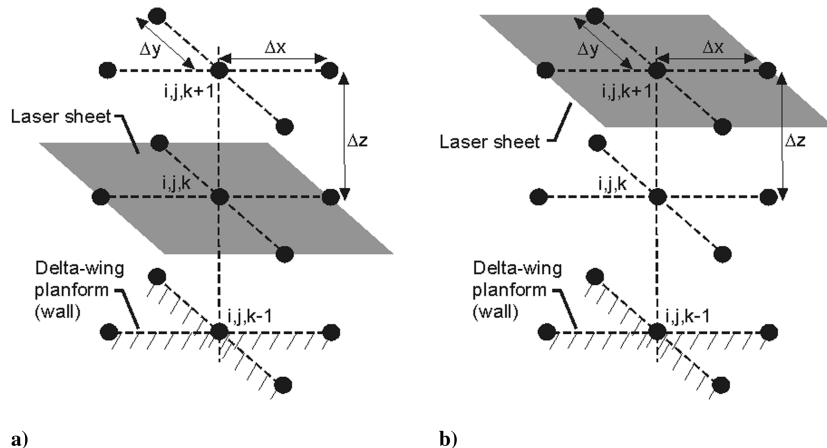 Δy
Δx
i,j,k+1
Laser sheet
Δz
i,j,k
Delta-wing
planform
(wall)
i,j,k-1
a)
Δy
Δx
i,j,k+1
Laser sheet
Δz
i,j,k
Delta-wing
planform
(wall)
i,j,k-1
b)